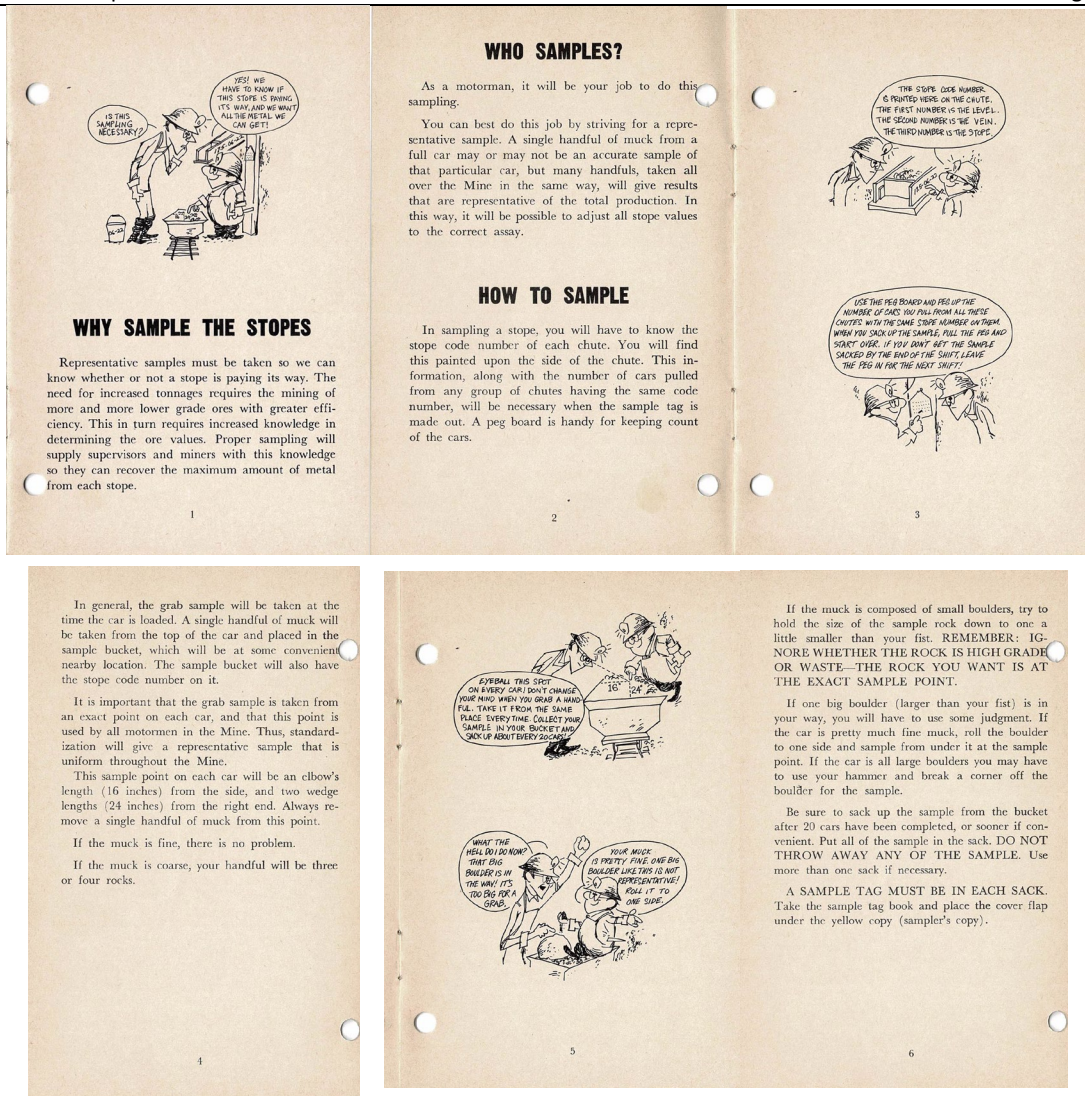 IS THIS
SAMPLING
NECESSARY?
YES! WE
HAVE TO KNOW IF
THIS STOPE IS PAYING
ITS WAY, AND WE WANT
ALL THE METAL WE
CAN GET!
WHY SAMPLE THE STOPES
Representative samples must be taken so we can
know whether or not a stope is paying its way. The
need for increased tonnages requires the mining of
more and more lower grade ores with greater effi-
ciency. This in turn requires increased knowledge in
determining the ore values. Proper sampling will
supply supervisors and miners with this knowledge
so they can recover the maximum amount of metal
from each stope.
1
WHO SAMPLES?
As a motorman, it will be your job to do this
sampling.
You can best do this job by striving for a repre-
sentative sample. A single handful of muck from a
full car may or may not be an accurate sample of
that particular car, but many handfuls, taken all
over the Mine in the same way, will give results
that are representative of the total production. In
this way, it will be possible to adjust all stope values
to the correct assay.
HOW TO SAMPLE
In sampling a stope, you will have to know the
stope code number of each chute. You will find
this painted upon the side of the chute. This in-
formation, along with the number of cars pulled
from any group of chutes having the same code
number, will be necessary when the sample tag is
made out. A peg board is handy for keeping count
of the cars.
2
THE STOPE CODE NUMBER
IS PRINTED HERE ON THE CHUTE.
THE FIRST NUMBER IS THE LEVEL.
THE SECOND NUMBER IS THE VEIN.
THE THIRD NUMBER IS THE STOPE.
USE THE PEG BOARD AND PEG UP THE
NUMBER OF CARS YOU PULL FROM ALL THESE
CHUTES WITH THE SAME STOPE NUMBER ON THEM.
WHEN YOU SACK UP THE SAMPLE, PULL THE PEG AND
START OVER. IF YOU DON'T GET THE SAMPLE
SACKED BY THE END OF THE SHIFT, LEAVE
THE PEG IN FOR THE NEXT SHIFT!
3
In general, the grab sample will be taken at the
time the car is loaded. A single handful of muck will
be taken from the top of the car and placed in the
sample bucket, which will be at some convenient
nearby location. The sample bucket will also have
the stope code number on it.
It is important that the grab sample is taken from
an exact point on each car, and that this point is
used by all motormen in the Mine. Thus, standard-
ization will give a representative sample that is
uniform throughout the Mine.
This sample point on each car will be an elbow's
length (16 inches) from the side, and two wedge
lengths (24 inches) from the right end. Always re-
move a single handful of muck from this point.
If the muck is fine, there is no problem.
If the muck is coarse, your handful will be three
or four rocks.
4
16"
24"
EYEBALL THIS SPOT
ON EVERY CAR! DON'T CHANGE
YOUR MIND WHEN YOU GRAB A HAND-
FUL. TAKE IT FROM THE SAME
PLACE EVERY TIME. COLLECT YOUR
SAMPLE IN YOUR BUCKET AND
SACK UP ABOUT EVERY 20 CARS!
WHAT THE
HELL DO I DO NOW?
THAT BIG
BOULDER IS IN
THE WAY! IT'S
TOO BIG FOR A
GRAB.
YOUR MUCK
IS PRETTY FINE. ONE BIG
BOULDER LIKE THIS IS NOT
REPRESENTATIVE!
ROLL IT TO
ONE SIDE.
5
If the muck is composed of small boulders, try to
hold the size of the sample rock down to one a
little smaller than your fist. REMEMBER: IG-
NORE WHETHER THE ROCK IS HIGH GRADE
OR WASTE—THE ROCK YOU WANT IS AT
THE EXACT SAMPLE POINT.
If one big boulder (larger than your fist) is in
your way, you will have to use some judgment. If
the car is pretty much fine muck, roll the boulder
to one side and sample from under it at the sample
point. If the car is all large boulders you may have
to use your hammer and break a corner off the
boulder for the sample.
Be sure to sack up the sample from the bucket
after 20 cars have been completed, or sooner if con-
venient. Put all of the sample in the sack. DO NOT
THROW AWAY ANY OF THE SAMPLE. Use
more than one sack if necessary.
A SAMPLE TAG MUST BE IN EACH SACK.
Take the sample tag book and place the cover flap
under the yellow copy (sampler's copy).
6